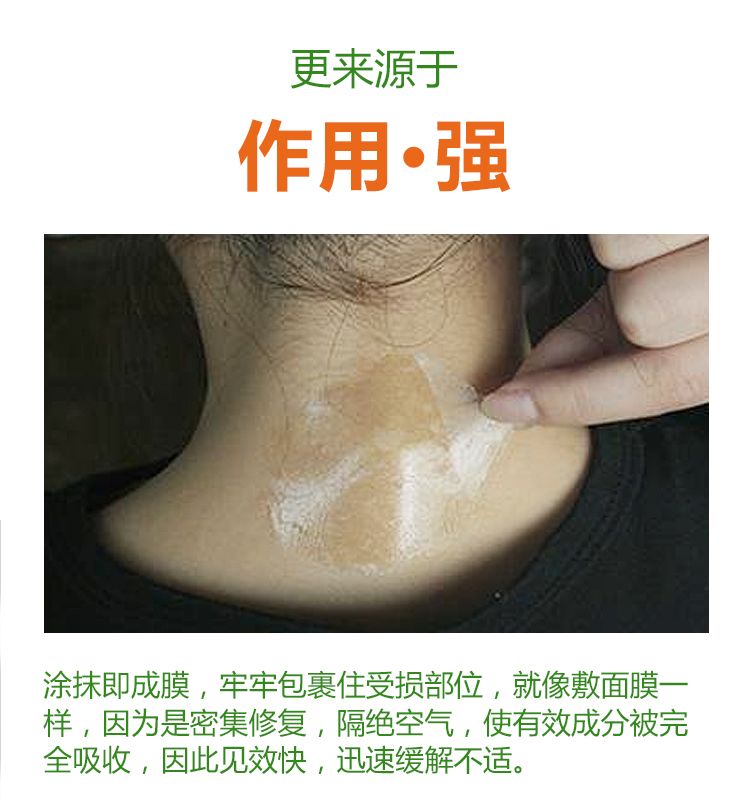 更来源于
作用·强
涂抹即成膜，牢牢包裹住受损部位，就像敷面膜一
样，因为是密集修复，隔绝空气，使有效成分被完
全吸收，因此见效快，迅速缓解不适。